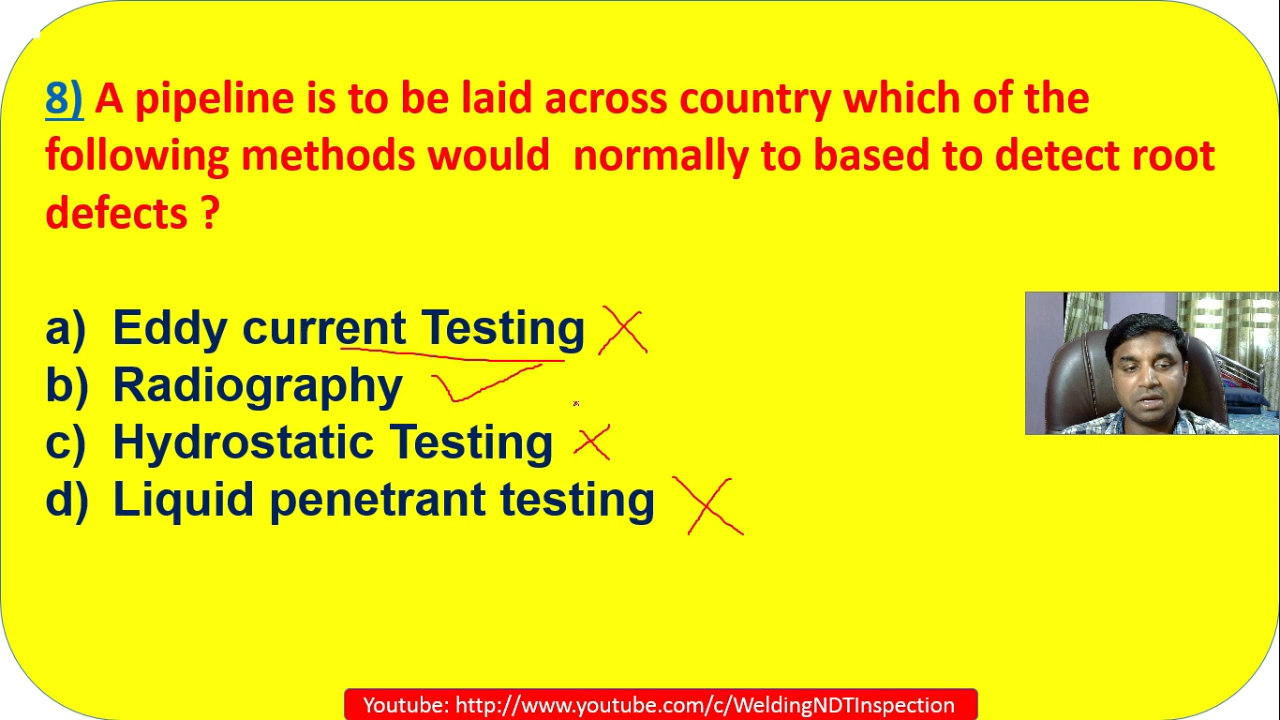 8) A pipeline is to be laid across country which of the
following methods would normally to based to detect root
defects ?
a) Eddy current Testing
b) Radiography
c) Hydrostatic Testing
d) Liquid penetrant testing
Youtube: http://www.youtube.com/c/WeldingNDTInspection